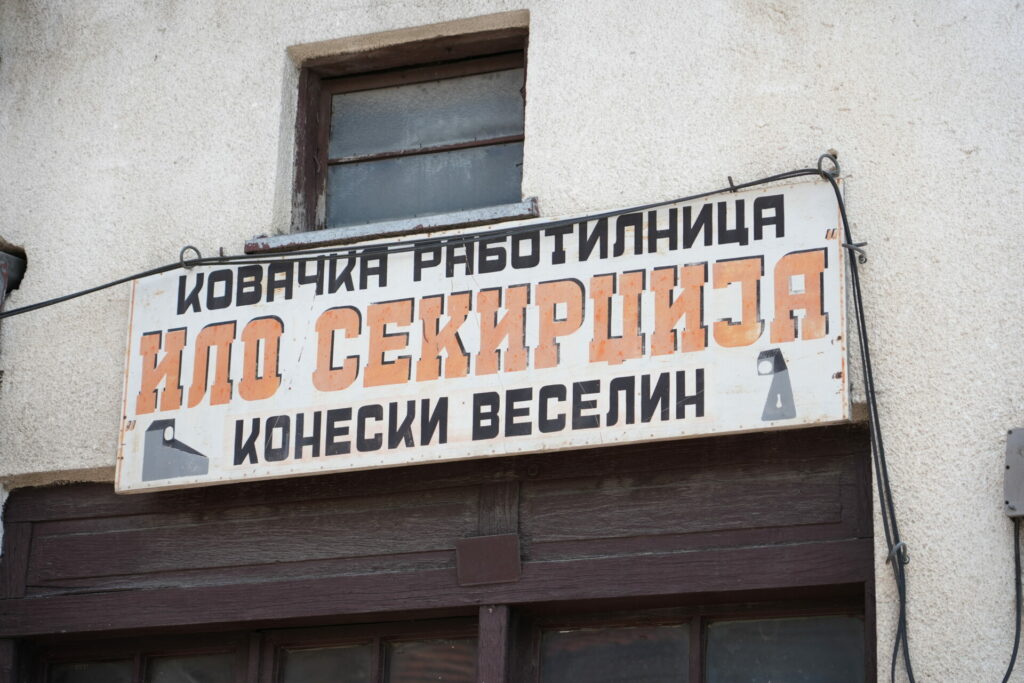 КОВАЧКА РАБОТИЛНИЦА
ИЛО СЕКИРЦИЈА
КОНЕСКИ ВЕСЕЛИН